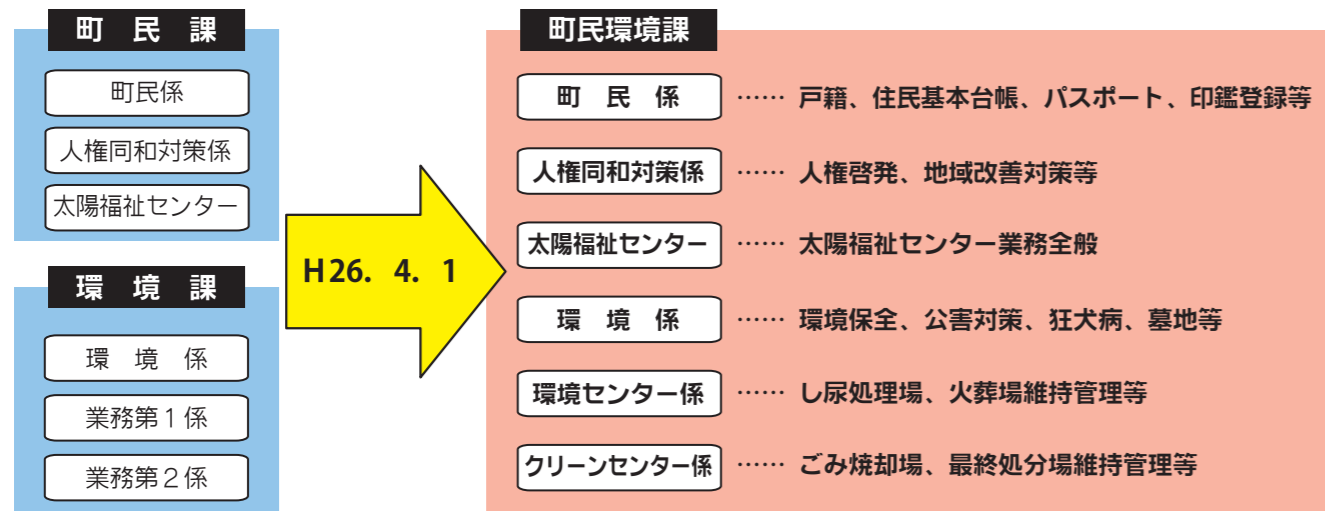 町民課
町民係
人権同和対策係
太陽福祉センター
環境課
環境係
業務第１係
業務第２係
H26. 4. 1
町民環境課
町民係 …… 戸籍、住民基本台帳、パスポート、印鑑登録等
人権同和対策係 …… 人権啓発、地域改善対策等
太陽福祉センター …… 太陽福祉センター業務全般
環境係 …… 環境保全、公害対策、狂犬病、墓地等
環境センター係 …… し尿処理場、火葬場維持管理等
クリーンセンター係 …… ごみ焼却場、最終処分場維持管理等